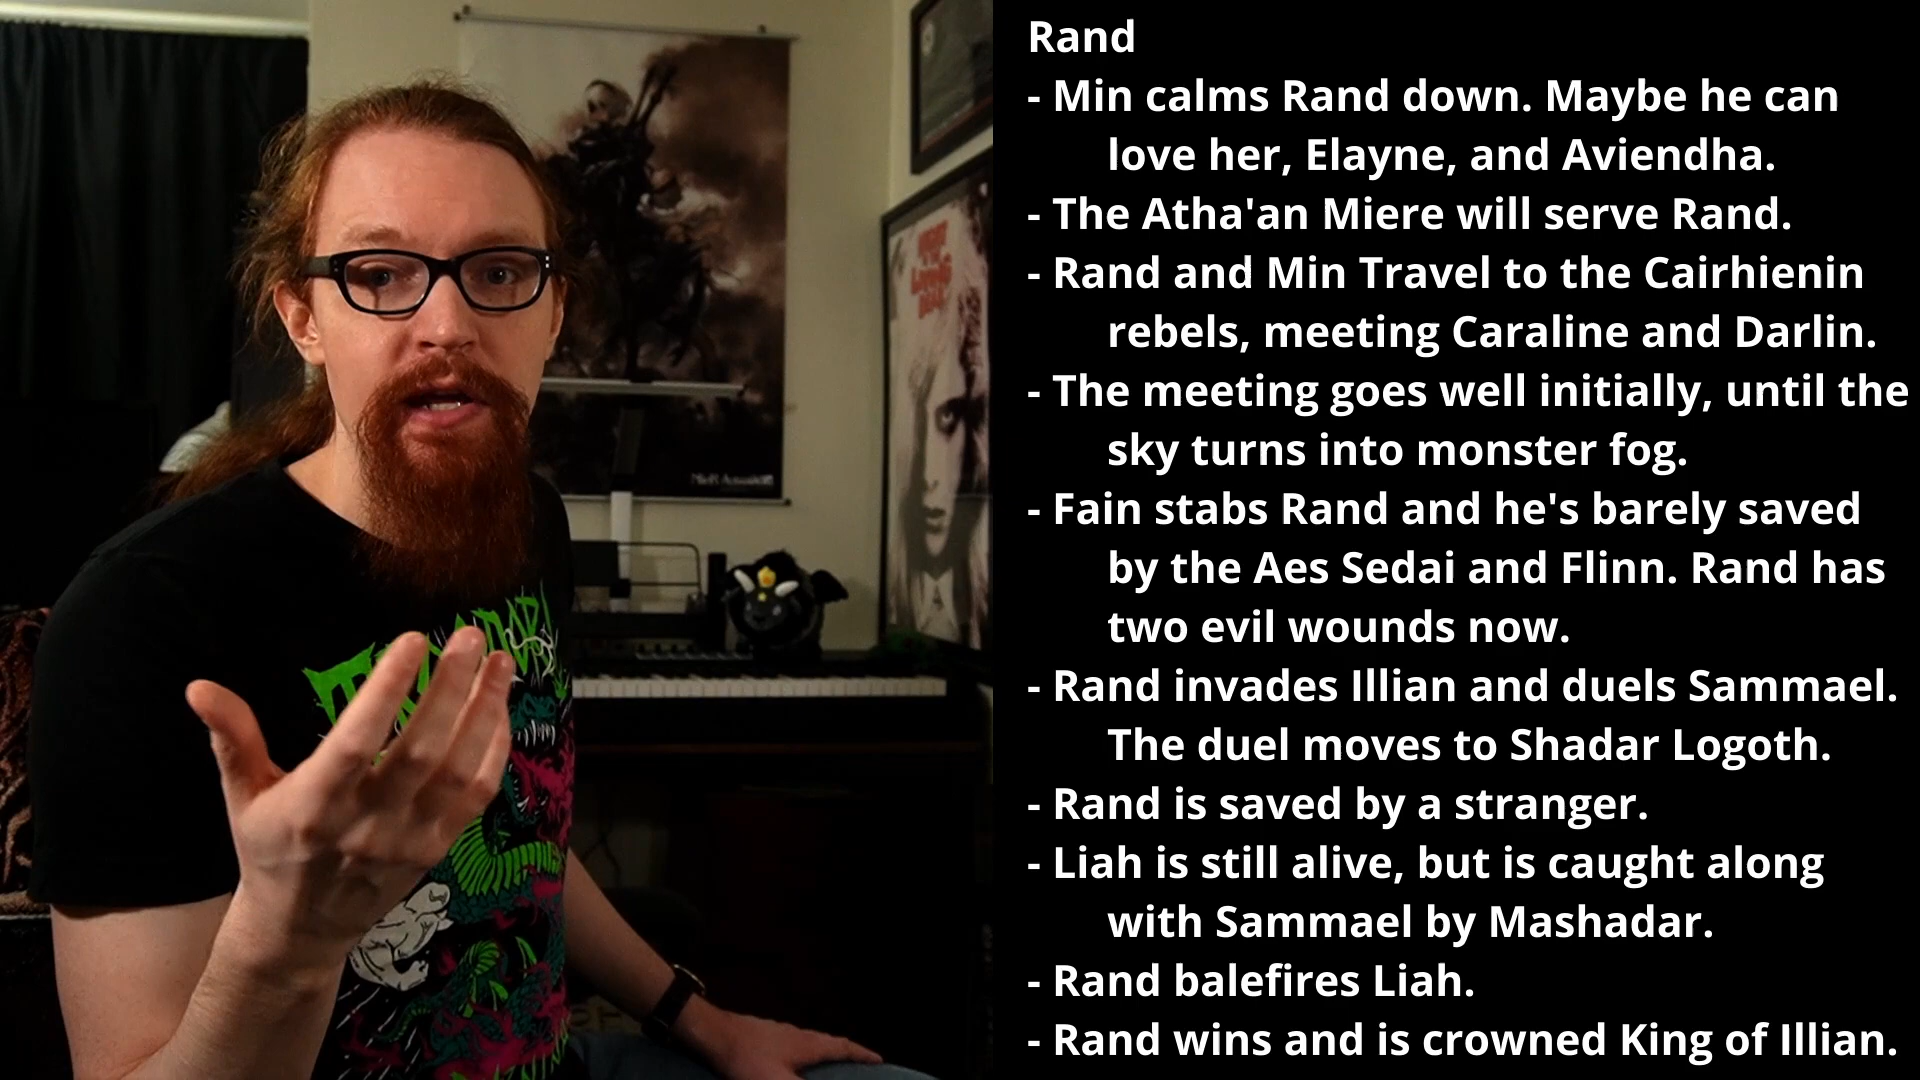 Rand
- Min calms Rand down. Maybe he can
love her, Elayne, and Aviendha.
- The Atha'an Miere will serve Rand.
- Rand and Min Travel to the Cairhienin
rebels, meeting Caraline and Darlin.
- The meeting goes well initially, until the
sky turns into monster fog.
- Fain stabs Rand and he's barely saved
by the Aes Sedai and Flinn. Rand has
two evil wounds now.
- Rand invades Illian and duels Sammael.
The duel moves to Shadar Logoth.
- Rand is saved by a stranger.
- Liah is still alive, but is caught along
with Sammael by Mashadar.
- Rand balefires Liah.
- Rand wins and is crowned King of Illian.